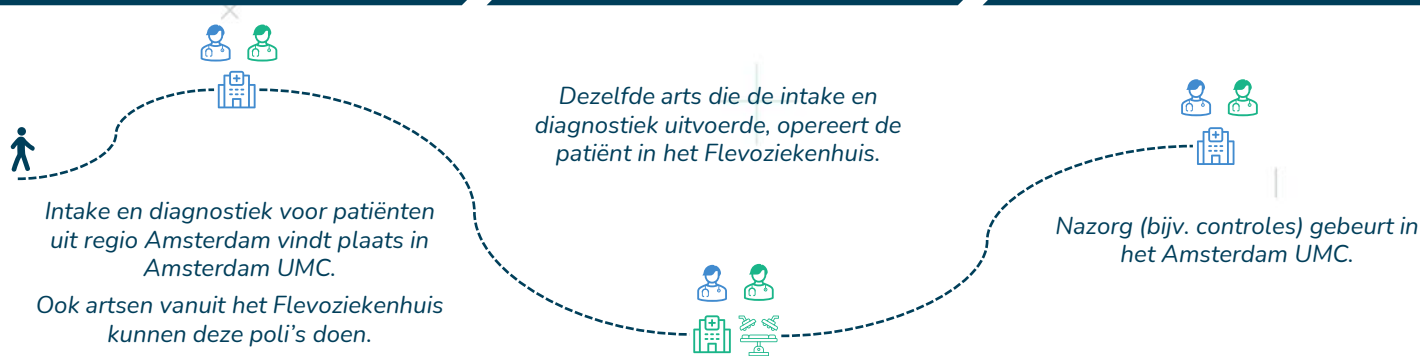 Intake en diagnostiek voor patiënten
uit regio Amsterdam vindt plaats in
Amsterdam UMC.
Ook artsen vanuit het Flevoziekenhuis
kunnen deze poli’s doen.
Dezelfde arts die de intake en
diagnostiek uitvoerde, opereert de
patiënt in het Flevoziekenhuis.
Nazorg (bijv. controles) gebeurt in
het Amsterdam UMC.